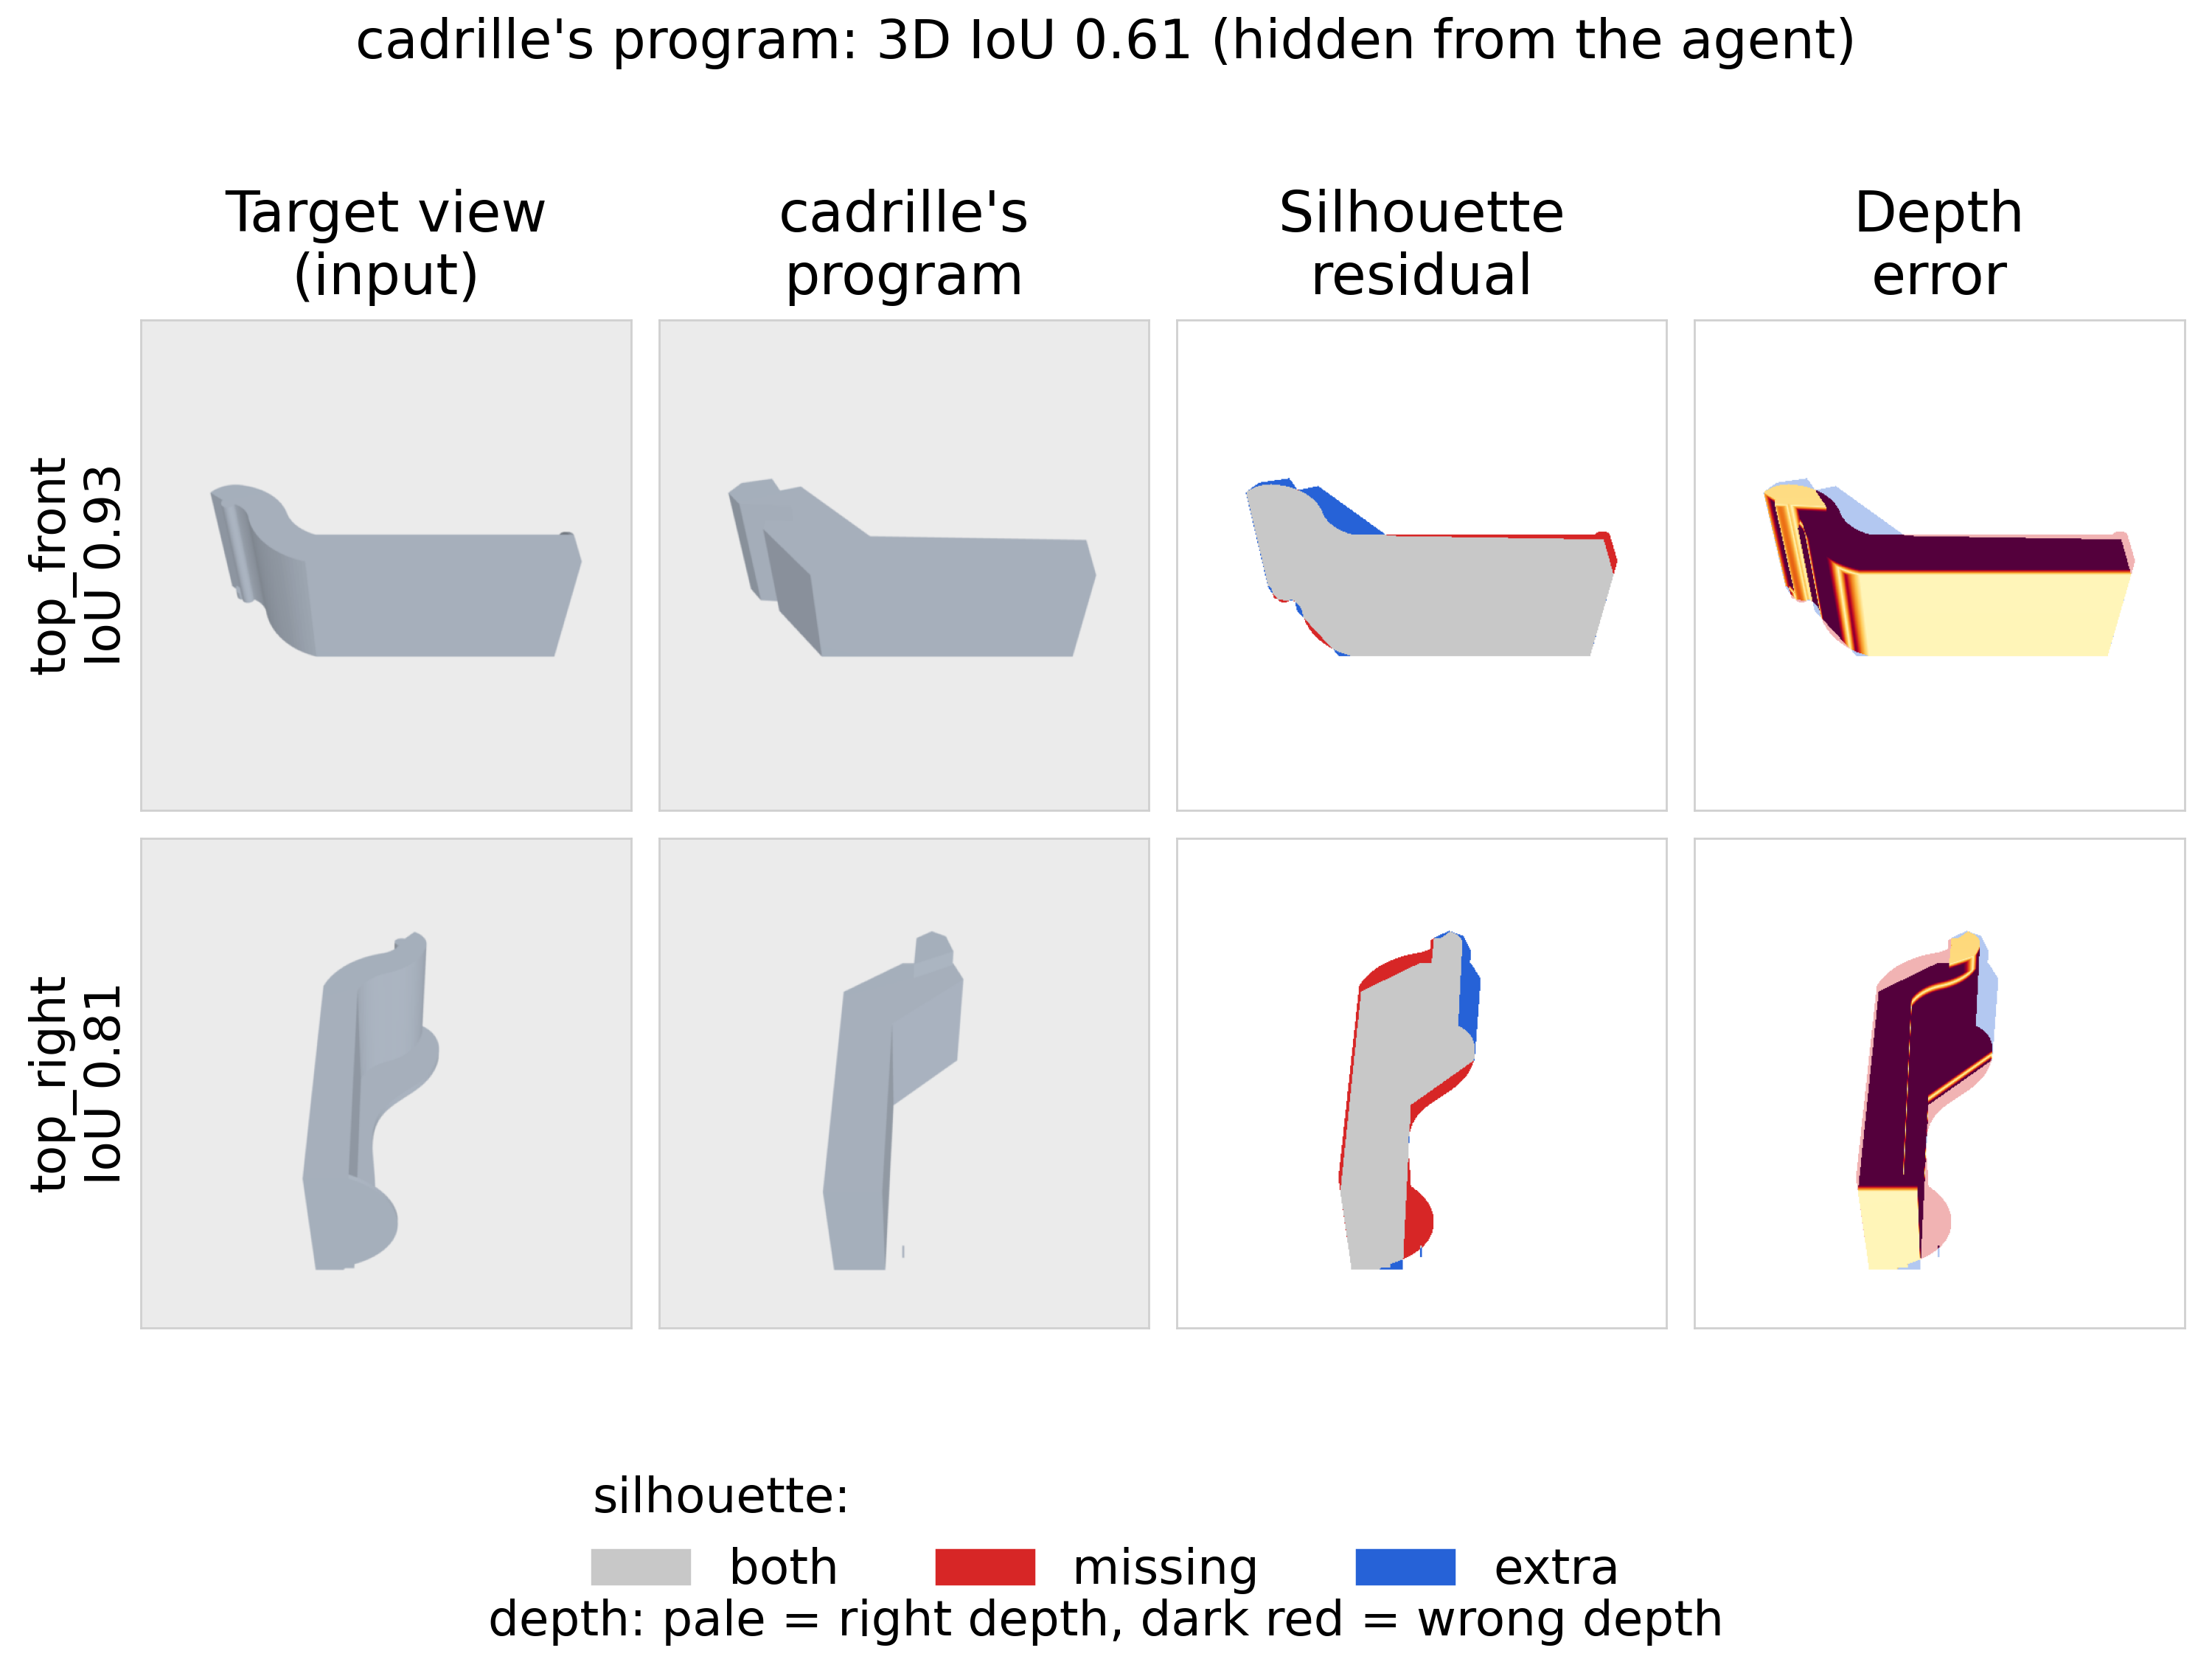 cadrille's program: 3D IoU 0.61 (hidden from the agent)
Target view
(input)
cadrille's
program
Silhouette
residual
Depth
error
top_front
IoU 0.93
top_right
IoU 0.81
silhouette:
both
missing
extra
depth: pale = right depth, dark red = wrong depth